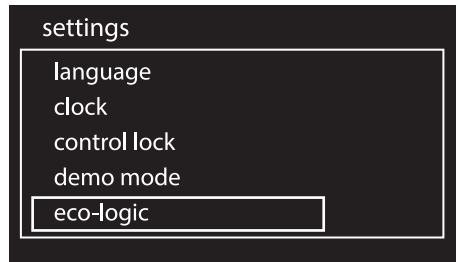 settings
language
clock
control lock
demo mode
eco-logic